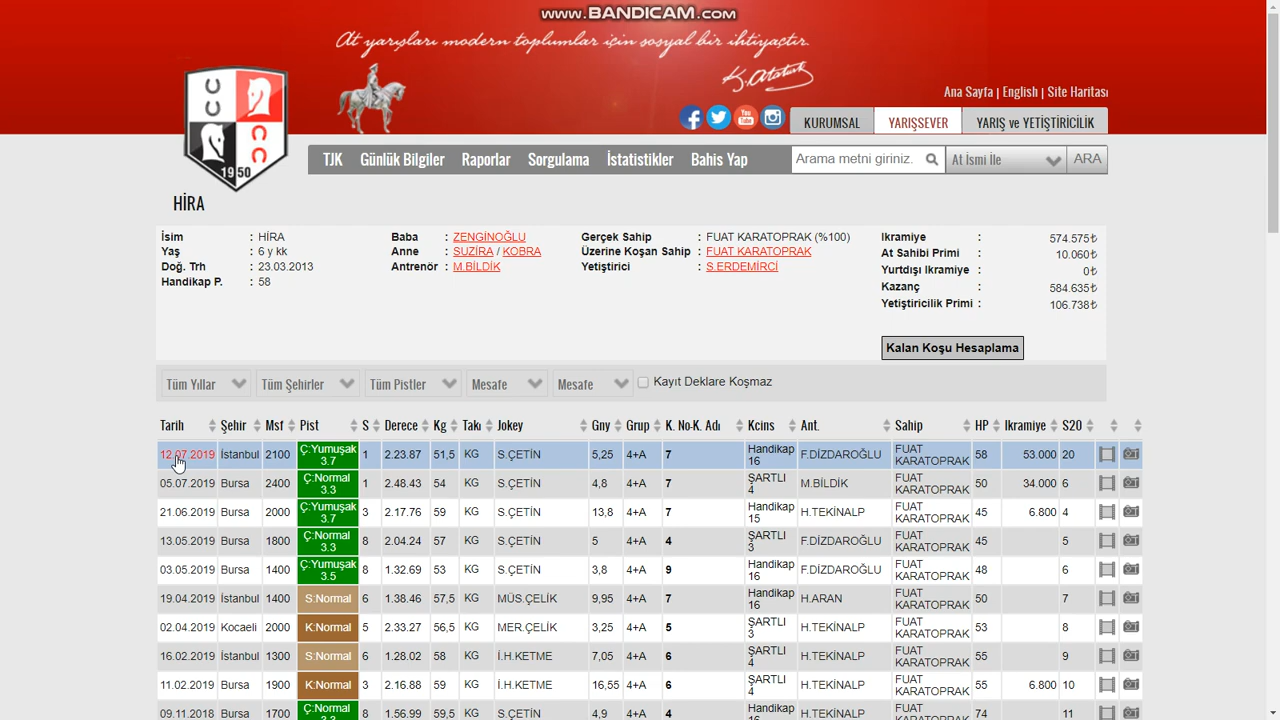 www.BANDICAM.com
At yarışları modern toplumlar için sosyal bir ihtiyaçtır.
K. Atatürk
1950
Ana Sayfa | English | Site Haritası
KURUMSAL YARIŞSEVER YARIŞ ve YETİŞTİRİCİLİK
TJK Günlük Bilgiler Raporlar Sorgulama İstatistikler Bahis Yap Arama metni giriniz. At İsmi İle ARA
HİRA
İsim : HİRA
Yaş : 6 y kk
Doğ. Trh : 23.03.2013
Handikap P. : 58
Baba : ZENGİNOĞLU
Anne : SUZİRA / KOBRA
Antrenör : M.BİLDİK
Gerçek Sahip : FUAT KARATOPRAK (%100)
Üzerine Koşan Sahip : FUAT KARATOPRAK
Yetiştirici : S.ERDEMİRCİ
Ikramiye : 574.575₺
At Sahibi Primi : 10.060₺
Yurtdışı Ikramiye : 0₺
Kazanç : 584.635₺
Yetiştiricilik Primi : 106.738₺
Kalan Koşu Hesaplama
Tüm Yıllar Tüm Şehirler Tüm Pistler Mesafe Mesafe Kayıt Deklare Koşmaz
Tarih Şehir Msf Pist S Derece Kg Takı Jokey Gny Grup K. No-K. Adı Kcins Ant. Sahip HP Ikramiye S20
12.07.2019 İstanbul 2100 Ç:Yumuşak 3.7 1 2.23.87 51,5 KG S.ÇETİN 5,25 4+A 7 Handikap 16 F.DİZDAROĞLU FUAT KARATOPRAK 58 39.000 20
05.07.2019 Bursa 2400 Ç:Normal 3.3 1 2.48.43 54 KG S.ÇETİN 4,8 4+A 7 ŞARTLI 4 M.BİLDİK FUAT KARATOPRAK 50 34.000 6
21.06.2019 Bursa 2000 Ç:Yumuşak 3.7 3 2.17.76 59 KG S.ÇETİN 13,8 4+A 7 Handikap 15 H.TEKİNALP FUAT KARATOPRAK 45 6.800 4
13.05.2019 Bursa 1800 Ç:Normal 3.3 8 2.04.24 57 KG S.ÇETİN 5 4+A 4 ŞARTLI 3 F.DİZDAROĞLU FUAT KARATOPRAK 45 5
03.05.2019 Bursa 1400 Ç:Yumuşak 3.5 8 1.32.69 53 KG S.ÇETİN 3,8 4+A 9 Handikap 16 F.DİZDAROĞLU FUAT KARATOPRAK 48 6
19.04.2019 İstanbul 1400 S:Normal 6 1.38.46 57,5 KG MÜS.ÇELİK 9,95 4+A 7 Handikap 16 H.ARAN FUAT KARATOPRAK 50 7
02.04.2019 Kocaeli 2000 K:Normal 5 2.33.27 56,5 KG MER.ÇELİK 3,25 4+A 5 ŞARTLI 3 H.TEKİNALP FUAT KARATOPRAK 53 8
16.02.2019 İstanbul 1300 S:Normal 6 1.28.02 58 KG İ.H.KETME 7,05 4+A 6 ŞARTLI 4 H.TEKİNALP FUAT KARATOPRAK 55 9
11.02.2019 Bursa 1900 K:Normal 3 2.16.88 59 KG İ.H.KETME 16,55 4+A 6 ŞARTLI 4 H.TEKİNALP FUAT KARATOPRAK 55 6.800 10
09.11.2018 Bursa 1700 Ç:Normal 3.3 8 1.56.99 59,5 KG S.ÇETİN 4,9 4+A 4 Handikap 16 H.TEKİNALP FUAT KARATOPRAK 74 11